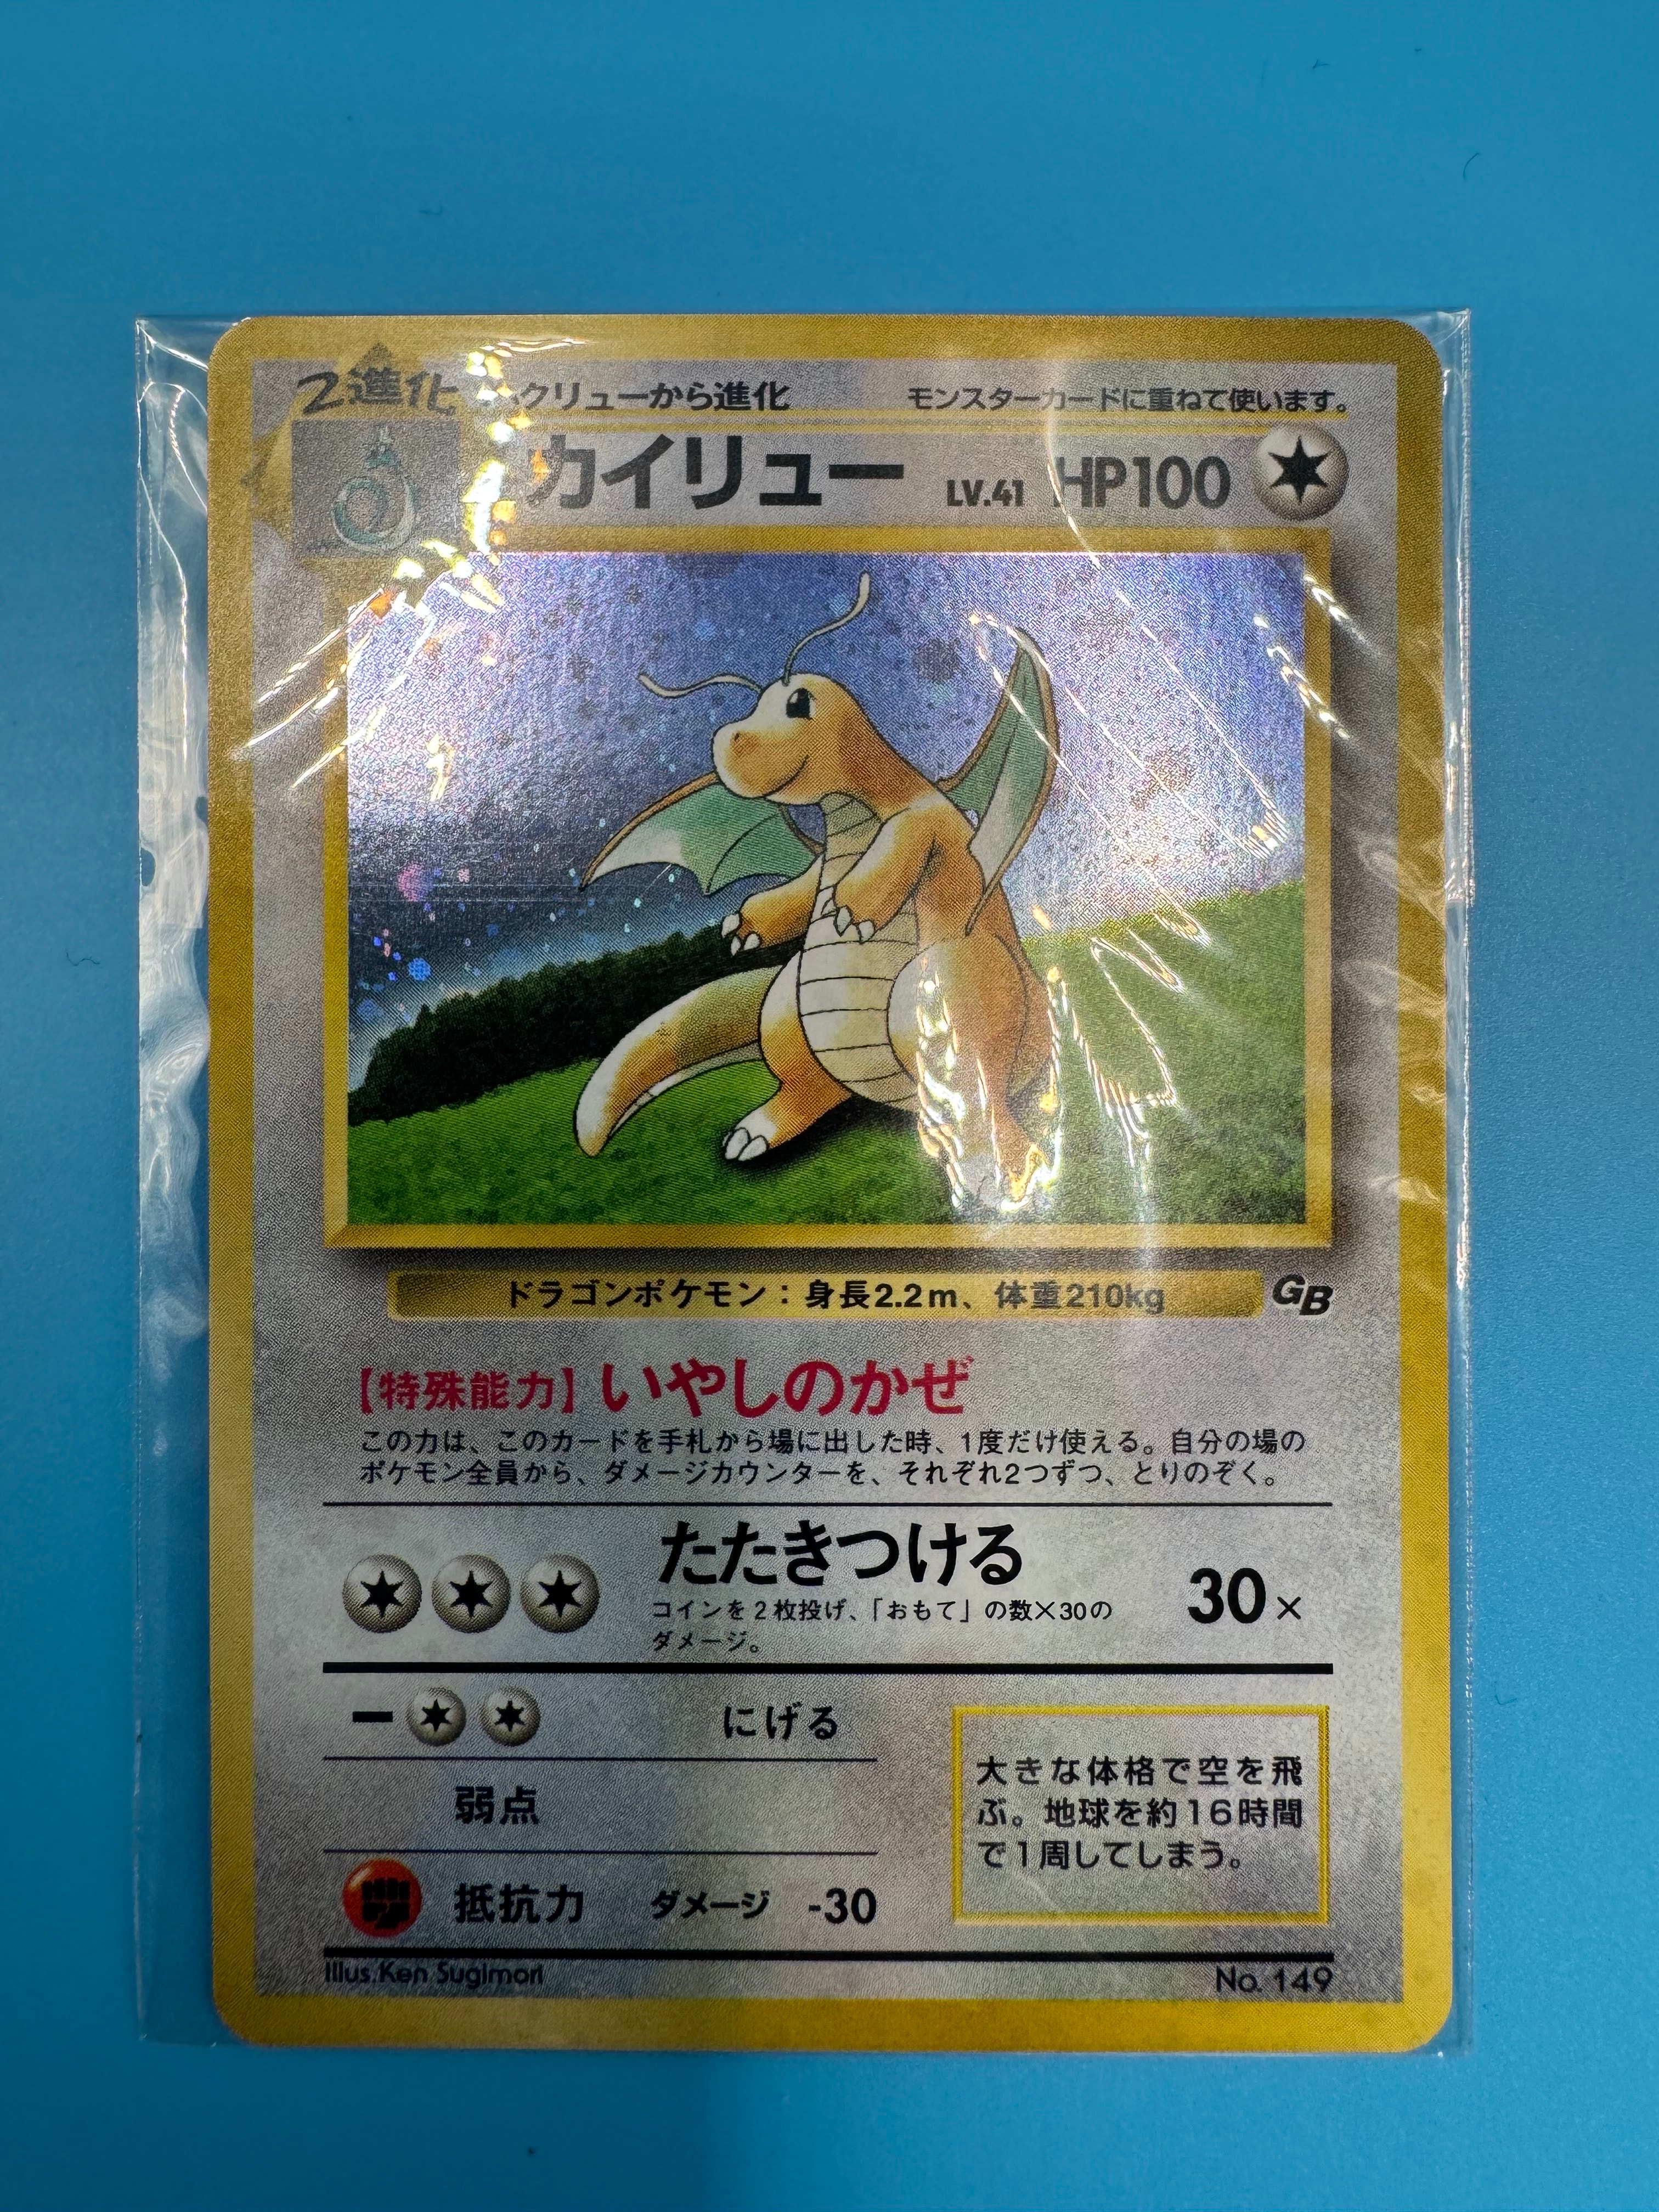 2進化 クリューから進化 モンスターカードに重ねて使います。
カイリュー LV.41 HP100
ドラゴンポケモン：身長2.2m、体重210kg GB
【特殊能力】いやしのかぜ
この力は、このカードを手札から場に出した時、1度だけ使える。自分の場の
ポケモン全員から、ダメージカウンターを、それぞれ2つずつ、とりのぞく。
たたきつける 30×
コインを2枚投げ、「おもて」の数×30の
ダメージ。
ー にげる
弱点
抵抗力 ダメージ -30
大きな体格で空を飛
ぶ。地球を約16時間
で1周してしまう。
Illus. Ken Sugimori No. 149